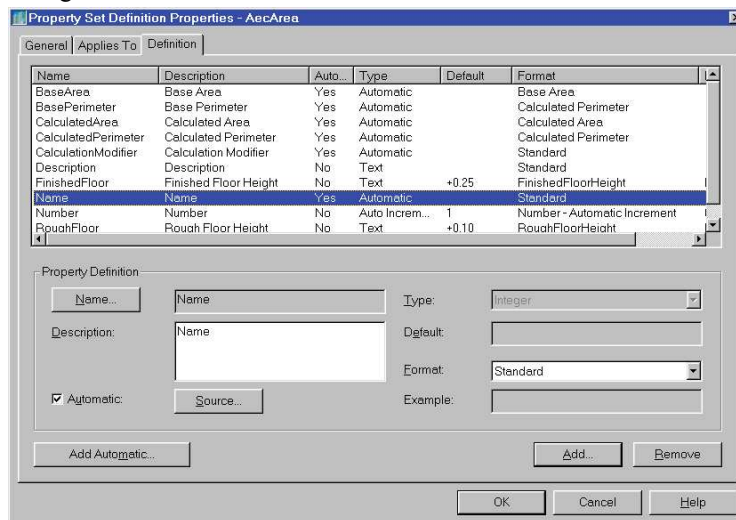 Property Set Definition Properties - AecArea
General Applies To Definition
Name Description Auto... Type Default Format
BaseArea Base Area Yes Automatic Base Area
BasePerimeter Base Perimeter Yes Automatic Calculated Perimeter
CalculatedArea Calculated Area Yes Automatic Calculated Area
CalculatedPerimeter Calculated Perimeter Yes Automatic Calculated Perimeter
CalculationModifier Calculation Modifier Yes Automatic Standard
Description Description No Text Standard
FinishedFloor Finished Floor Height No Text +0.25 FinishedFloorHeight
Name Name Yes Automatic Standard
Number Number No Auto Increm... 1 Number - Automatic Increment
RoughFloor Rough Floor Height No Text +0.10 RoughFloorHeight
Property Definition
Name... Name Type: Integer
Description: Name Default:
Format: Standard
Automatic: Source... Example:
Add Automatic... Add... Remove
OK Cancel Help